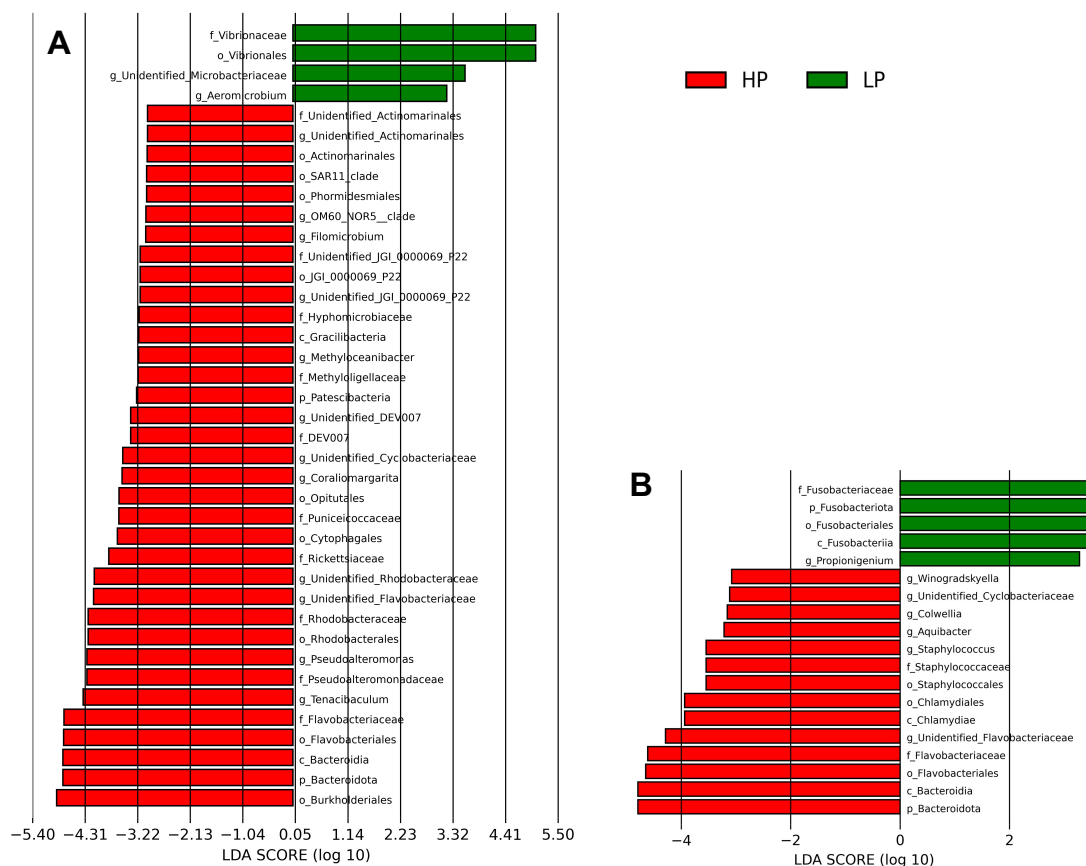 A
f_Vibrionaceae
o_Vibrionales
g_Unidentified_Microbacteriaceae
g_Aeromicrobium
f_Unidentified_Actinomarinales
g_Unidentified_Actinomarinales
o_Actinomarinales
o_SAR11_clade
o_Phormidesmiales
g_OM60_NOR5__clade
g_Filomicrobium
f_Unidentified_JGI_0000069_P22
o_JGI_0000069_P22
g_Unidentified_JGI_0000069_P22
f_Hyphomicrobiaceae
c_Gracilibacteria
g_Methyloceanibacter
f_Methyloligellaceae
p_Patescibacteria
g_Unidentified_DEV007
f_DEV007
g_Unidentified_Cyclobacteriaceae
g_Coraliomargarita
o_Opitutales
f_Puniceicoccaceae
o_Cytophagales
f_Rickettsiaceae
g_Unidentified_Rhodobacteraceae
g_Unidentified_Flavobacteriaceae
f_Rhodobacteraceae
o_Rhodobacterales
g_Pseudoalteromonas
f_Pseudoalteromonadaceae
g_Tenacibaculum
f_Flavobacteriaceae
o_Flavobacteriales
c_Bacteroidia
p_Bacteroidota
o_Burkholderiales
−5.40 −4.31 −3.22 −2.13 −1.04 0.05 1.14 2.23 3.32 4.41 5.50
LDA SCORE (log 10)
HP LP
B
f_Fusobacteriaceae
p_Fusobacteriota
o_Fusobacteriales
c_Fusobacteriia
g_Propionigenium
g_Winogradskyella
g_Unidentified_Cyclobacteriaceae
g_Colwellia
g_Aquibacter
g_Staphylococcus
f_Staphylococcaceae
o_Staphylococcales
o_Chlamydiales
c_Chlamydiae
g_Unidentified_Flavobacteriaceae
f_Flavobacteriaceae
o_Flavobacteriales
c_Bacteroidia
p_Bacteroidota
−4 −2 0 2
LDA SCORE (log 10)